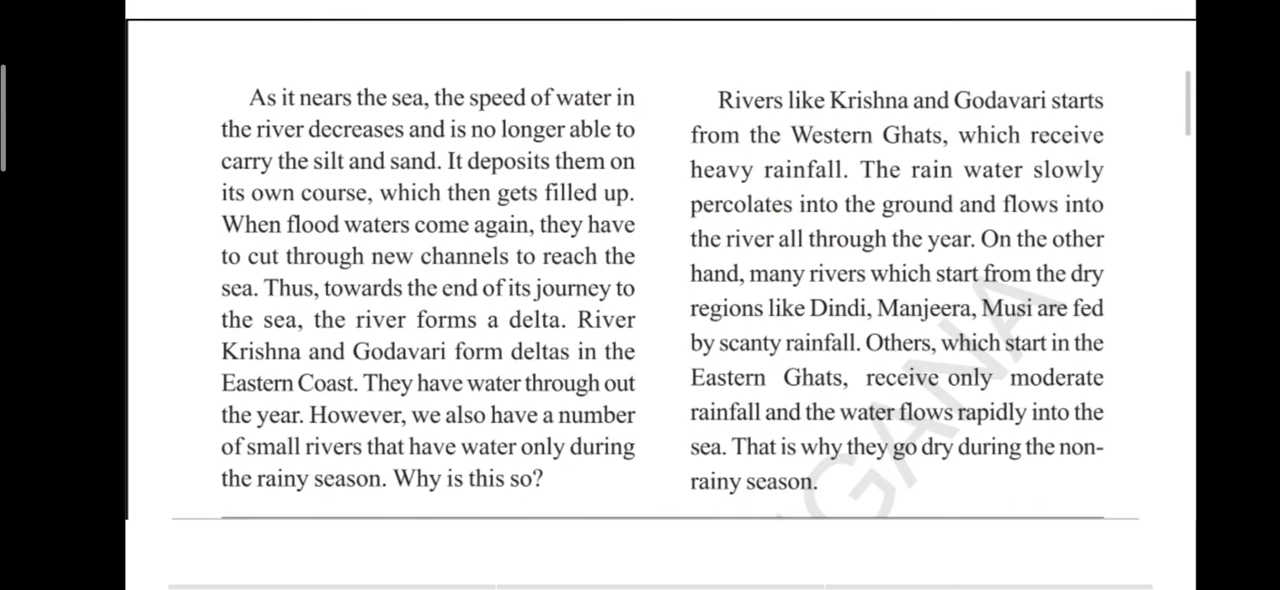 As it nears the sea, the speed of water in
the river decreases and is no longer able to
carry the silt and sand. It deposits them on
its own course, which then gets filled up.
When flood waters come again, they have
to cut through new channels to reach the
sea. Thus, towards the end of its journey to
the sea, the river forms a delta. River
Krishna and Godavari form deltas in the
Eastern Coast. They have water through out
the year. However, we also have a number
of small rivers that have water only during
the rainy season. Why is this so?
Rivers like Krishna and Godavari starts
from the Western Ghats, which receive
heavy rainfall. The rain water slowly
percolates into the ground and flows into
the river all through the year. On the other
hand, many rivers which start from the dry
regions like Dindi, Manjeera, Musi are fed
by scanty rainfall. Others, which start in the
Eastern Ghats, receive only moderate
rainfall and the water flows rapidly into the
sea. That is why they go dry during the non-
rainy season.
GANA